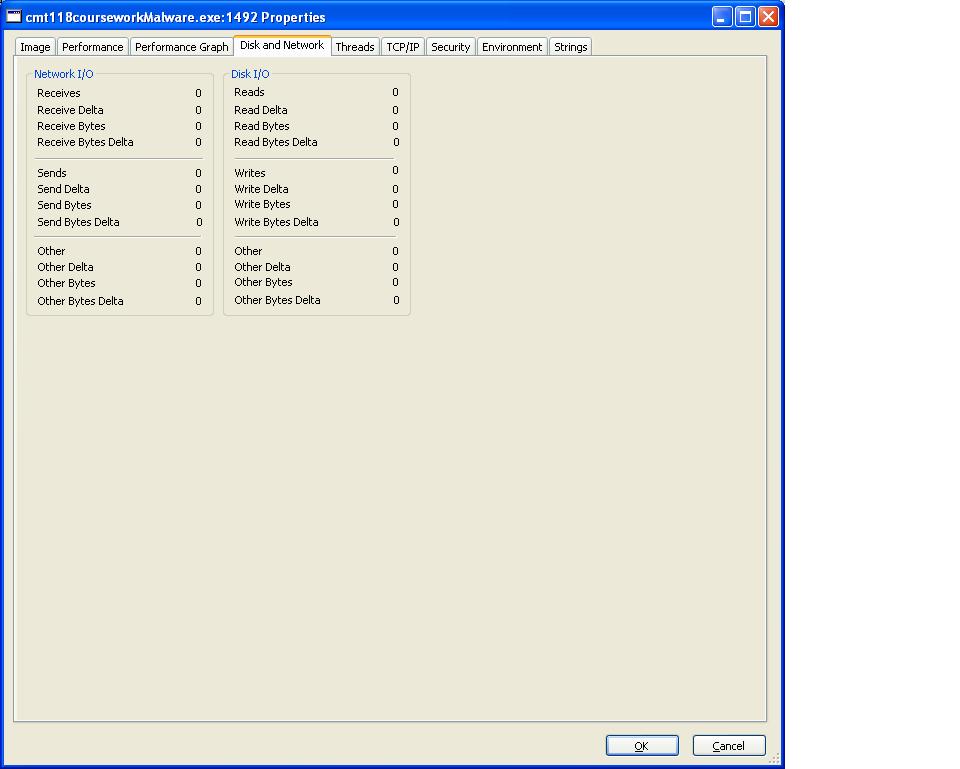 cmt118courseworkMalware.exe:1492 Properties
Image Performance Performance Graph Disk and Network Threads TCP/IP Security Environment Strings
Network I/O
Receives 0
Receive Delta 0
Receive Bytes 0
Receive Bytes Delta 0
Sends 0
Send Delta 0
Send Bytes 0
Send Bytes Delta 0
Other 0
Other Delta 0
Other Bytes 0
Other Bytes Delta 0
Disk I/O
Reads 0
Read Delta 0
Read Bytes 0
Read Bytes Delta 0
Writes 0
Write Delta 0
Write Bytes 0
Write Bytes Delta 0
Other 0
Other Delta 0
Other Bytes 0
Other Bytes Delta 0
OK Cancel